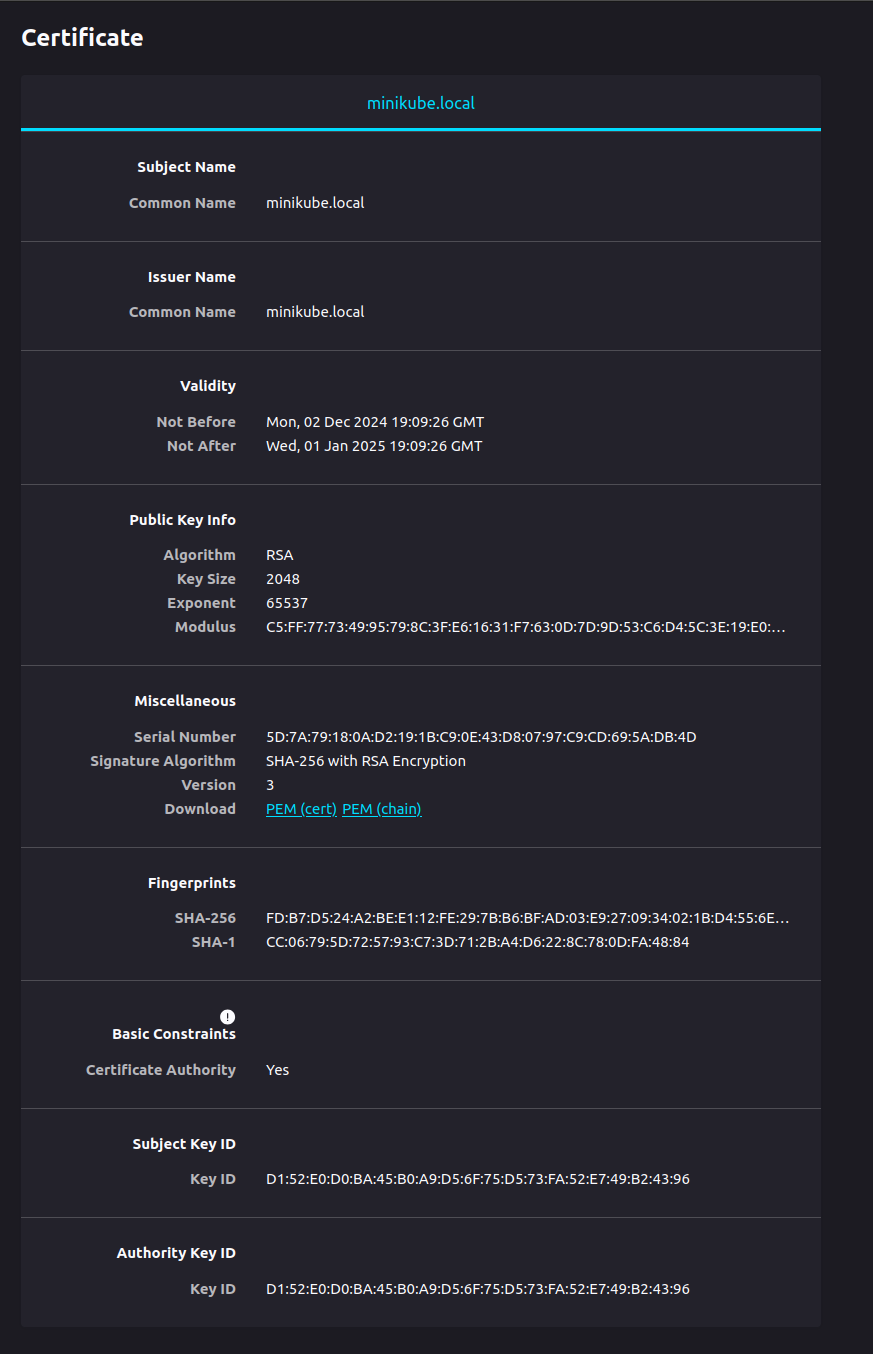 Certificate
minikube.local
Subject Name
Common Name minikube.local
Issuer Name
Common Name minikube.local
Validity
Not Before Mon, 02 Dec 2024 19:09:26 GMT
Not After Wed, 01 Jan 2025 19:09:26 GMT
Public Key Info
Algorithm RSA
Key Size 2048
Exponent 65537
Modulus C5:FF:77:73:49:95:79:8C:3F:E6:16:31:F7:63:0D:7D:9D:53:C6:D4:5C:3E:19:E0:…
Miscellaneous
Serial Number 5D:7A:79:18:0A:D2:19:1B:C9:0E:43:D8:07:97:C9:CD:69:5A:DB:4D
Signature Algorithm SHA-256 with RSA Encryption
Version 3
Download PEM (cert) PEM (chain)
Fingerprints
SHA-256 FD:B7:D5:24:A2:BE:E1:12:FE:29:7B:B6:BF:AD:03:E9:27:09:34:02:1B:D4:55:6E…
SHA-1 CC:06:79:5D:72:57:93:C7:3D:71:2B:A4:D6:22:8C:78:0D:FA:48:84
!
Basic Constraints
Certificate Authority Yes
Subject Key ID
Key ID D1:52:E0:D0:BA:45:B0:A9:D5:6F:75:D5:73:FA:52:E7:49:B2:43:96
Authority Key ID
Key ID D1:52:E0:D0:BA:45:B0:A9:D5:6F:75:D5:73:FA:52:E7:49:B2:43:96